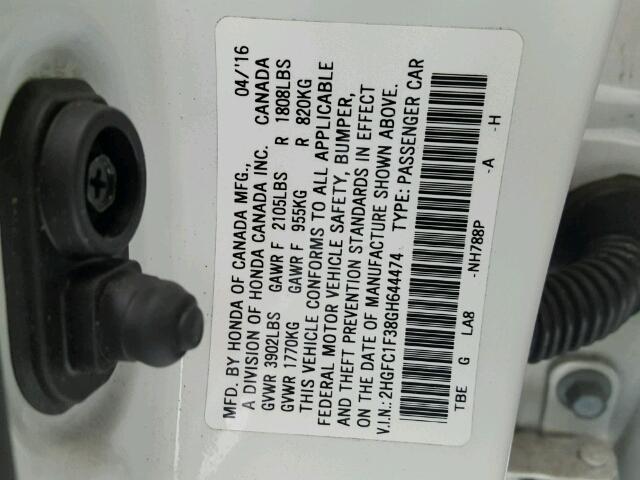 MFD. BY HONDA OF CANADA MFG., 04/'16
A DIVISION OF HONDA CANADA INC. CANADA
GVWR 3902LBS GAWR F 2105LBS R 1808LBS
GVWR 1770KG GAWR F 955KG R 820KG
THIS VEHICLE CONFORMS TO ALL APPLICABLE
FEDERAL MOTOR VEHICLE SAFETY, BUMPER,
AND THEFT PREVENTION STANDARDS IN EFFECT
ON THE DATE OF MANUFACTURE SHOWN ABOVE.
V.I.N.: 2HGFC1F38GH644474 TYPE: PASSENGER CAR
TBE G LA8 -NH788P -A -H